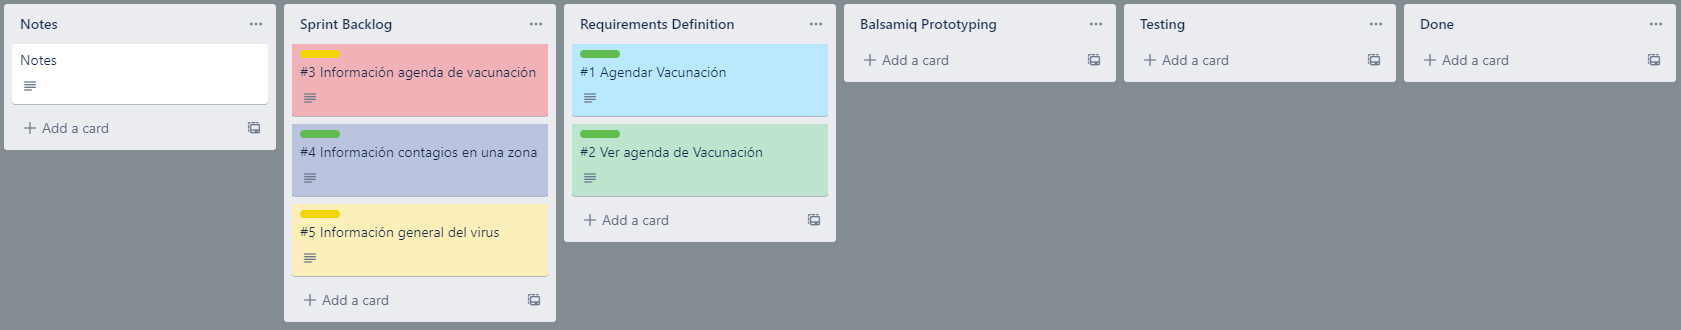 Notes
Notes
Add a card
Sprint Backlog
#3 Información agenda de vacunación
#4 Información contagios en una zona
#5 Información general del virus
Add a card
Requirements Definition
#1 Agendar Vacunación
#2 Ver agenda de Vacunación
Add a card
Balsamiq Prototyping
Add a card
Testing
Add a card
Done
Add a card